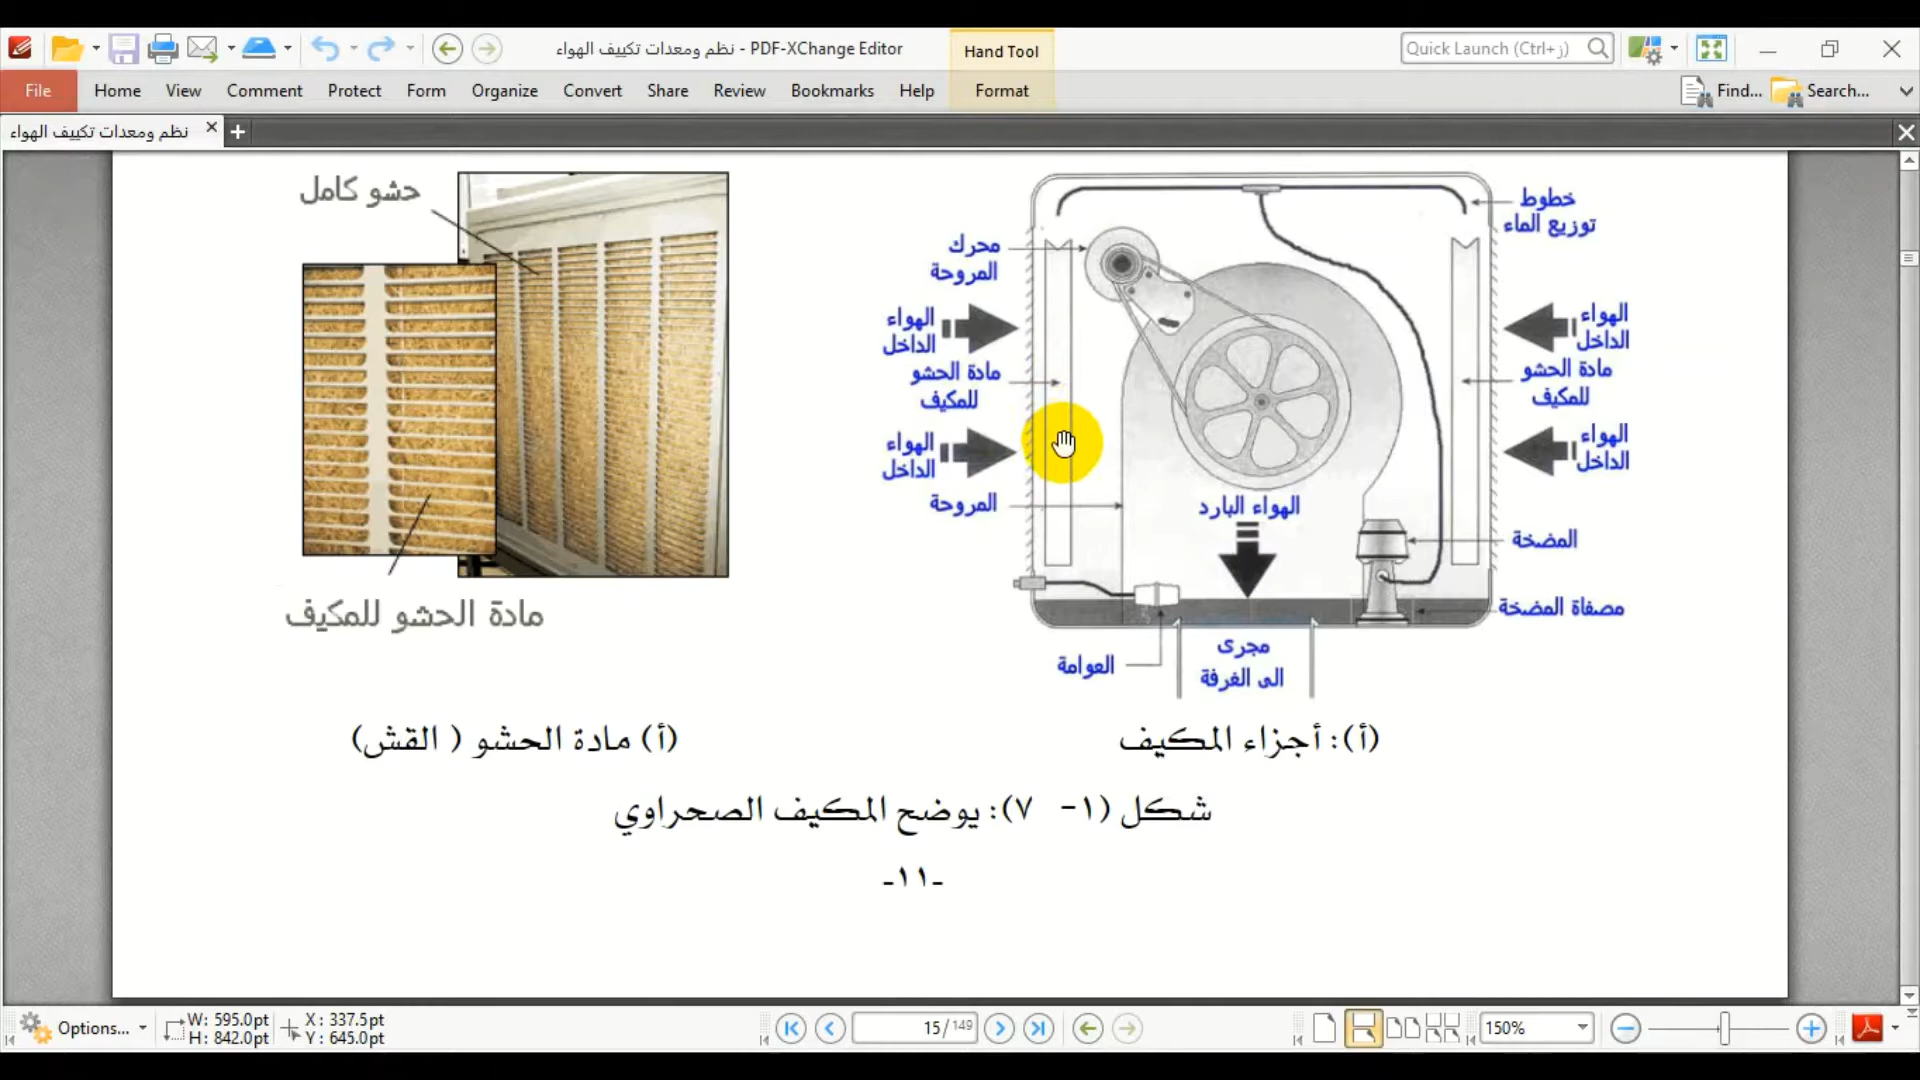 نظم ومعدات تكييف الهواء - PDF-XChange Editor
Hand Tool
Quick Launch (Ctrl+ز)
File
Home
View
Comment
Protect
Form
Organize
Convert
Share
Review
Bookmarks
Help
Format
Find...
Search...
نظم ومعدات تكييف الهواء
حشو كامل
مادة الحشو للمكيف
خطوط
توزيع الماء
محرك
المروحة
الهواء
الداخل
الهواء
الداخل
مادة الحشو
للمكيف
مادة الحشو
للمكيف
الهواء
الداخل
الهواء
الداخل
المروحة
الهواء البارد
المضخة
مصفاة المضخة
مجرى
الى الغرفة
العوامة
(أ): أجزاء المكيف
(أ) مادة الحشو ( القش)
شكل (١- ٧): يوضح المكيف الصحراوي
-١١-
Options...
W: 595.0pt
H: 842.0pt
X: 337.5pt
Y: 645.0pt
15 / 149
150%